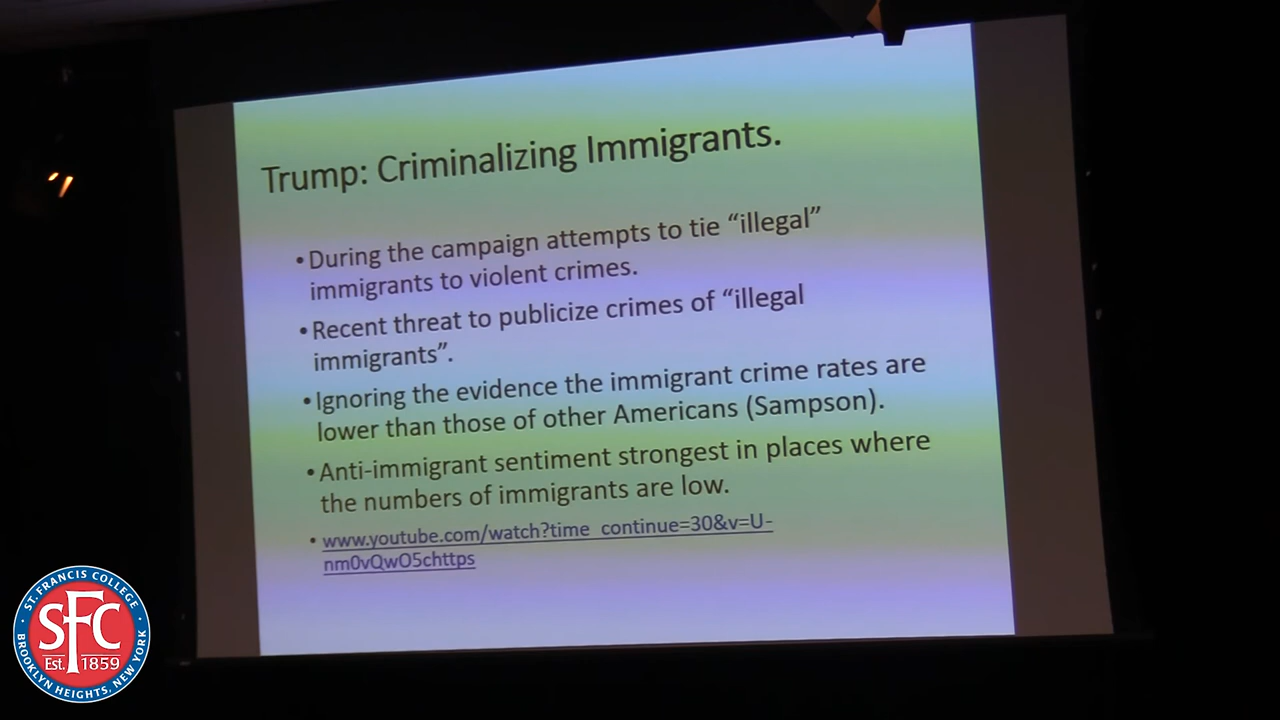 Trump: Criminalizing Immigrants.
•During the campaign attempts to tie “illegal”
immigrants to violent crimes.
•Recent threat to publicize crimes of “illegal
immigrants”.
•Ignoring the evidence the immigrant crime rates are
lower than those of other Americans (Sampson).
•Anti-immigrant sentiment strongest in places where
the numbers of immigrants are low.
•www.youtube.com/watch?time_continue=30&v=U-
nm0vQwO5chttps
ST. FRANCIS COLLEGE
SFC
Est. 1859
BROOKLYN HEIGHTS, NEW YORK